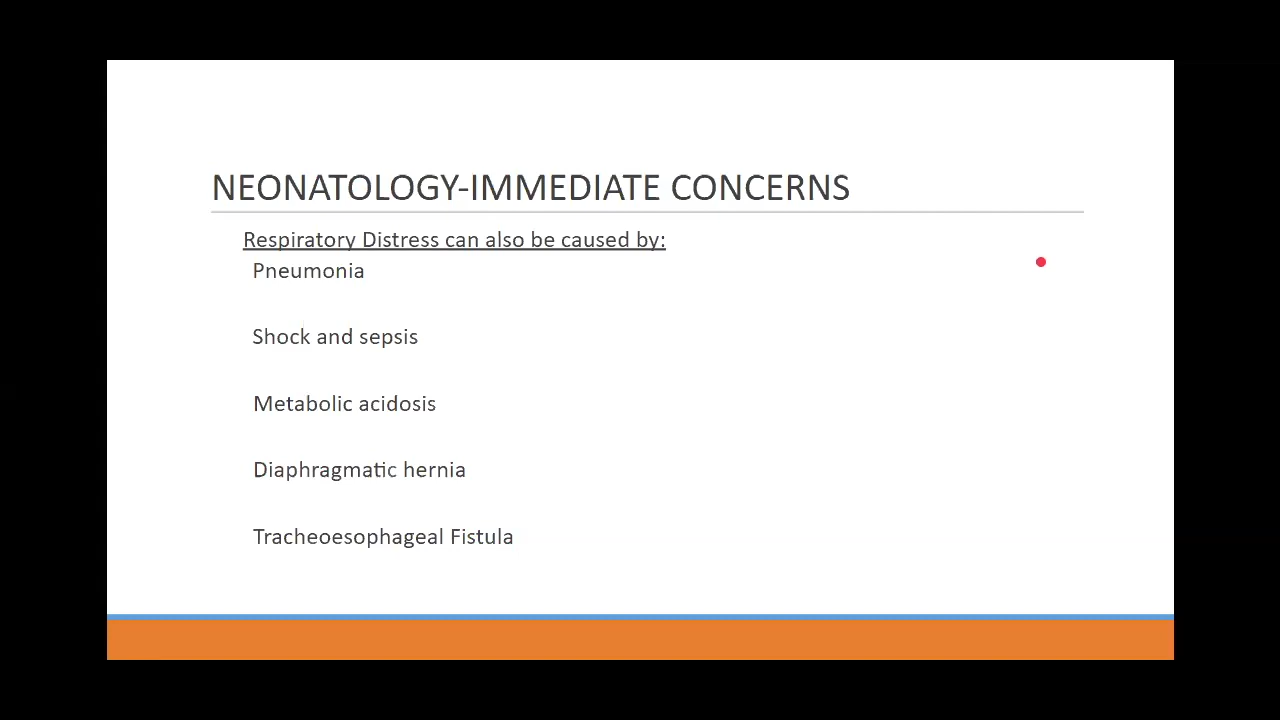 NEONATOLOGY-IMMEDIATE CONCERNS
Respiratory Distress can also be caused by:
Pneumonia
Shock and sepsis
Metabolic acidosis
Diaphragmatic hernia
Tracheoesophageal Fistula